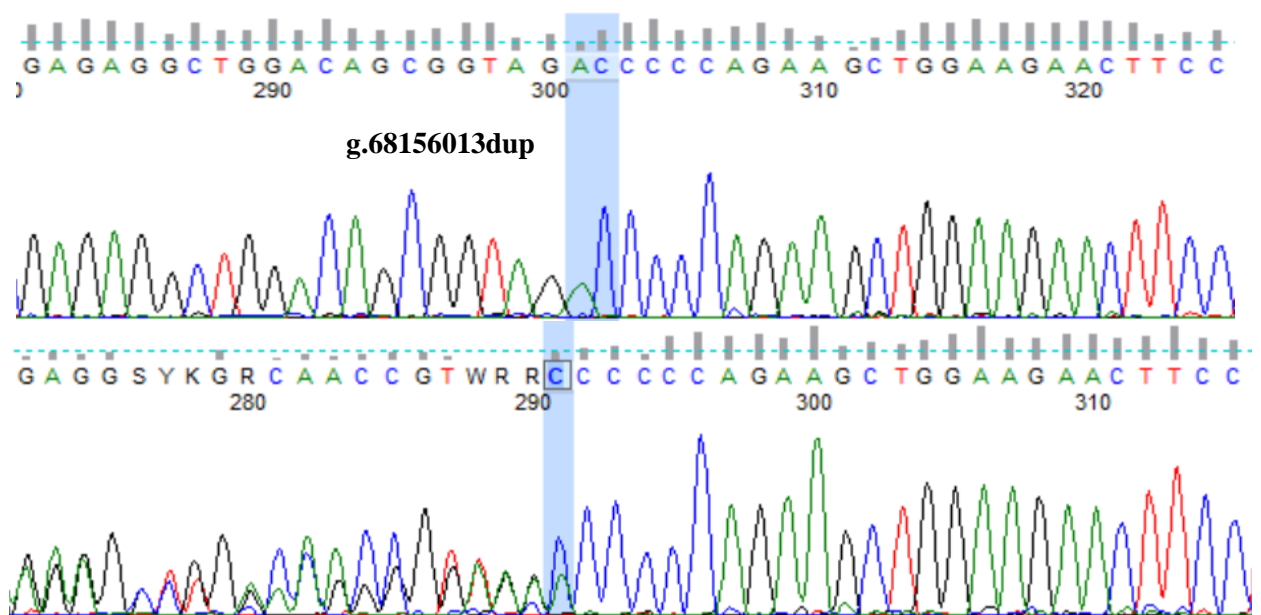 G A G A G G C T G G A C A G C G G T A G A C C C C C A G A A G C T G G A A G A A C T T C C
290 300 310 320
g.68156013dup
G A G G S Y K G R C A A C C G T W R R C C C C C C A G A A G C T G G A A G A A C T T C C
280 290 300 310